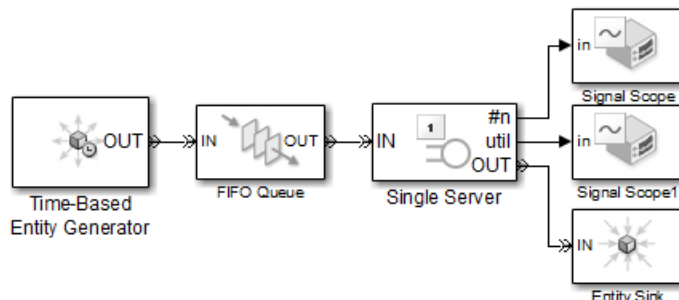 in
Signal Scope
OUT
Time-Based
Entity Generator
IN
OUT
FIFO Queue
IN
1
#n
util
OUT
Single Server
in
Signal Scope1
IN
Entity Sink